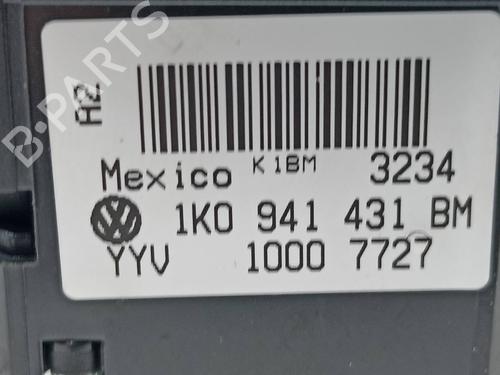 A2
Mexico K1BM 3234
1K0 941 431 BM
YYV 1000 7727
B-PARTS